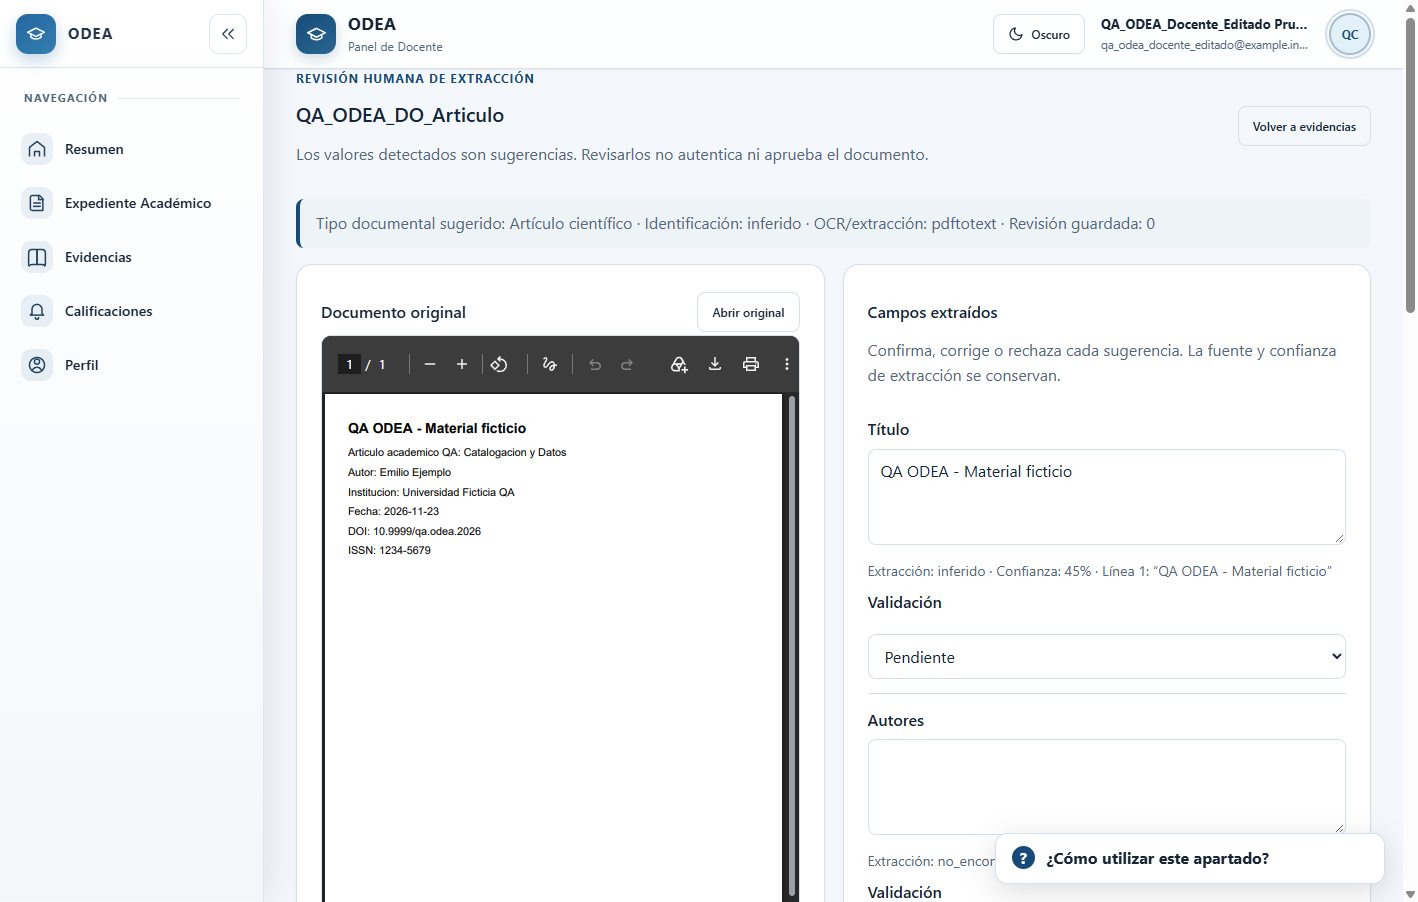 ODEA
NAVEGACIÓN
Resumen
Expediente Académico
Evidencias
Calificaciones
Perfil
ODEA
Panel de Docente
Oscuro
QA_ODEA_Docente_Editado Pru...
qa_odea_docente_editado@example.in...
QC
REVISIÓN HUMANA DE EXTRACCIÓN
QA_ODEA_DO_Articulo
Los valores detectados son sugerencias. Revisarlos no autentica ni aprueba el documento.
Volver a evidencias
Tipo documental sugerido: Artículo científico · Identificación: inferido · OCR/extracción: pdftotext · Revisión guardada: 0
Documento original
Abrir original
1 / 1
QA ODEA - Material ficticio
Articulo academico QA: Catalogacion y Datos
Autor: Emilio Ejemplo
Institucion: Universidad Ficticia QA
Fecha: 2026-11-23
DOI: 10.9999/qa.odea.2026
ISSN: 1234-5679
Campos extraídos
Confirma, corrige o rechaza cada sugerencia. La fuente y confianza
de extracción se conservan.
Título
QA ODEA - Material ficticio
Extracción: inferido · Confianza: 45% · Línea 1: “QA ODEA - Material ficticio”
Validación
Pendiente
Autores
Extracción:
? ¿Cómo utilizar este apartado?
Validación